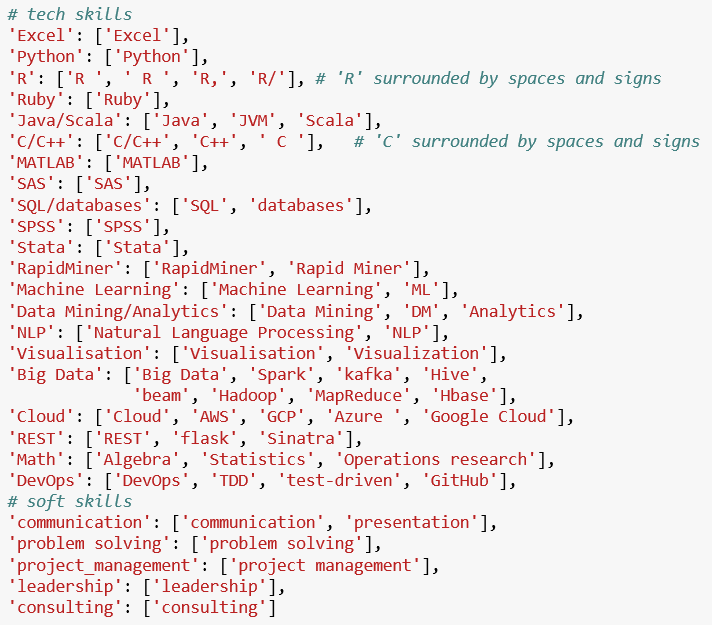 # tech skills
'Excel': ['Excel'],
'Python': ['Python'],
'R': ['R ', ' R ', 'R,', 'R/'], # 'R' surrounded by spaces and signs
'Ruby': ['Ruby'],
'Java/Scala': ['Java', 'JVM', 'Scala'],
'C/C++': ['C/C++', 'C++', ' C '],   # 'C' surrounded by spaces and signs
'MATLAB': ['MATLAB'],
'SAS': ['SAS'],
'SQL/databases': ['SQL', 'databases'],
'SPSS': ['SPSS'],
'Stata': ['Stata'],
'RapidMiner': ['RapidMiner', 'Rapid Miner'],
'Machine Learning': ['Machine Learning', 'ML'],
'Data Mining/Analytics': ['Data Mining', 'DM', 'Analytics'],
'NLP': ['Natural Language Processing', 'NLP'],
'Visualisation': ['Visualisation', 'Visualization'],
'Big Data': ['Big Data', 'Spark', 'kafka', 'Hive',
             'beam', 'Hadoop', 'MapReduce', 'Hbase'],
'Cloud': ['Cloud', 'AWS', 'GCP', 'Azure ', 'Google Cloud'],
'REST': ['REST', 'flask', 'Sinatra'],
'Math': ['Algebra', 'Statistics', 'Operations research'],
'DevOps': ['DevOps', 'TDD', 'test-driven', 'GitHub'],
# soft skills
'communication': ['communication', 'presentation'],
'problem solving': ['problem solving'],
'project_management': ['project management'],
'leadership': ['leadership'],
'consulting': ['consulting']